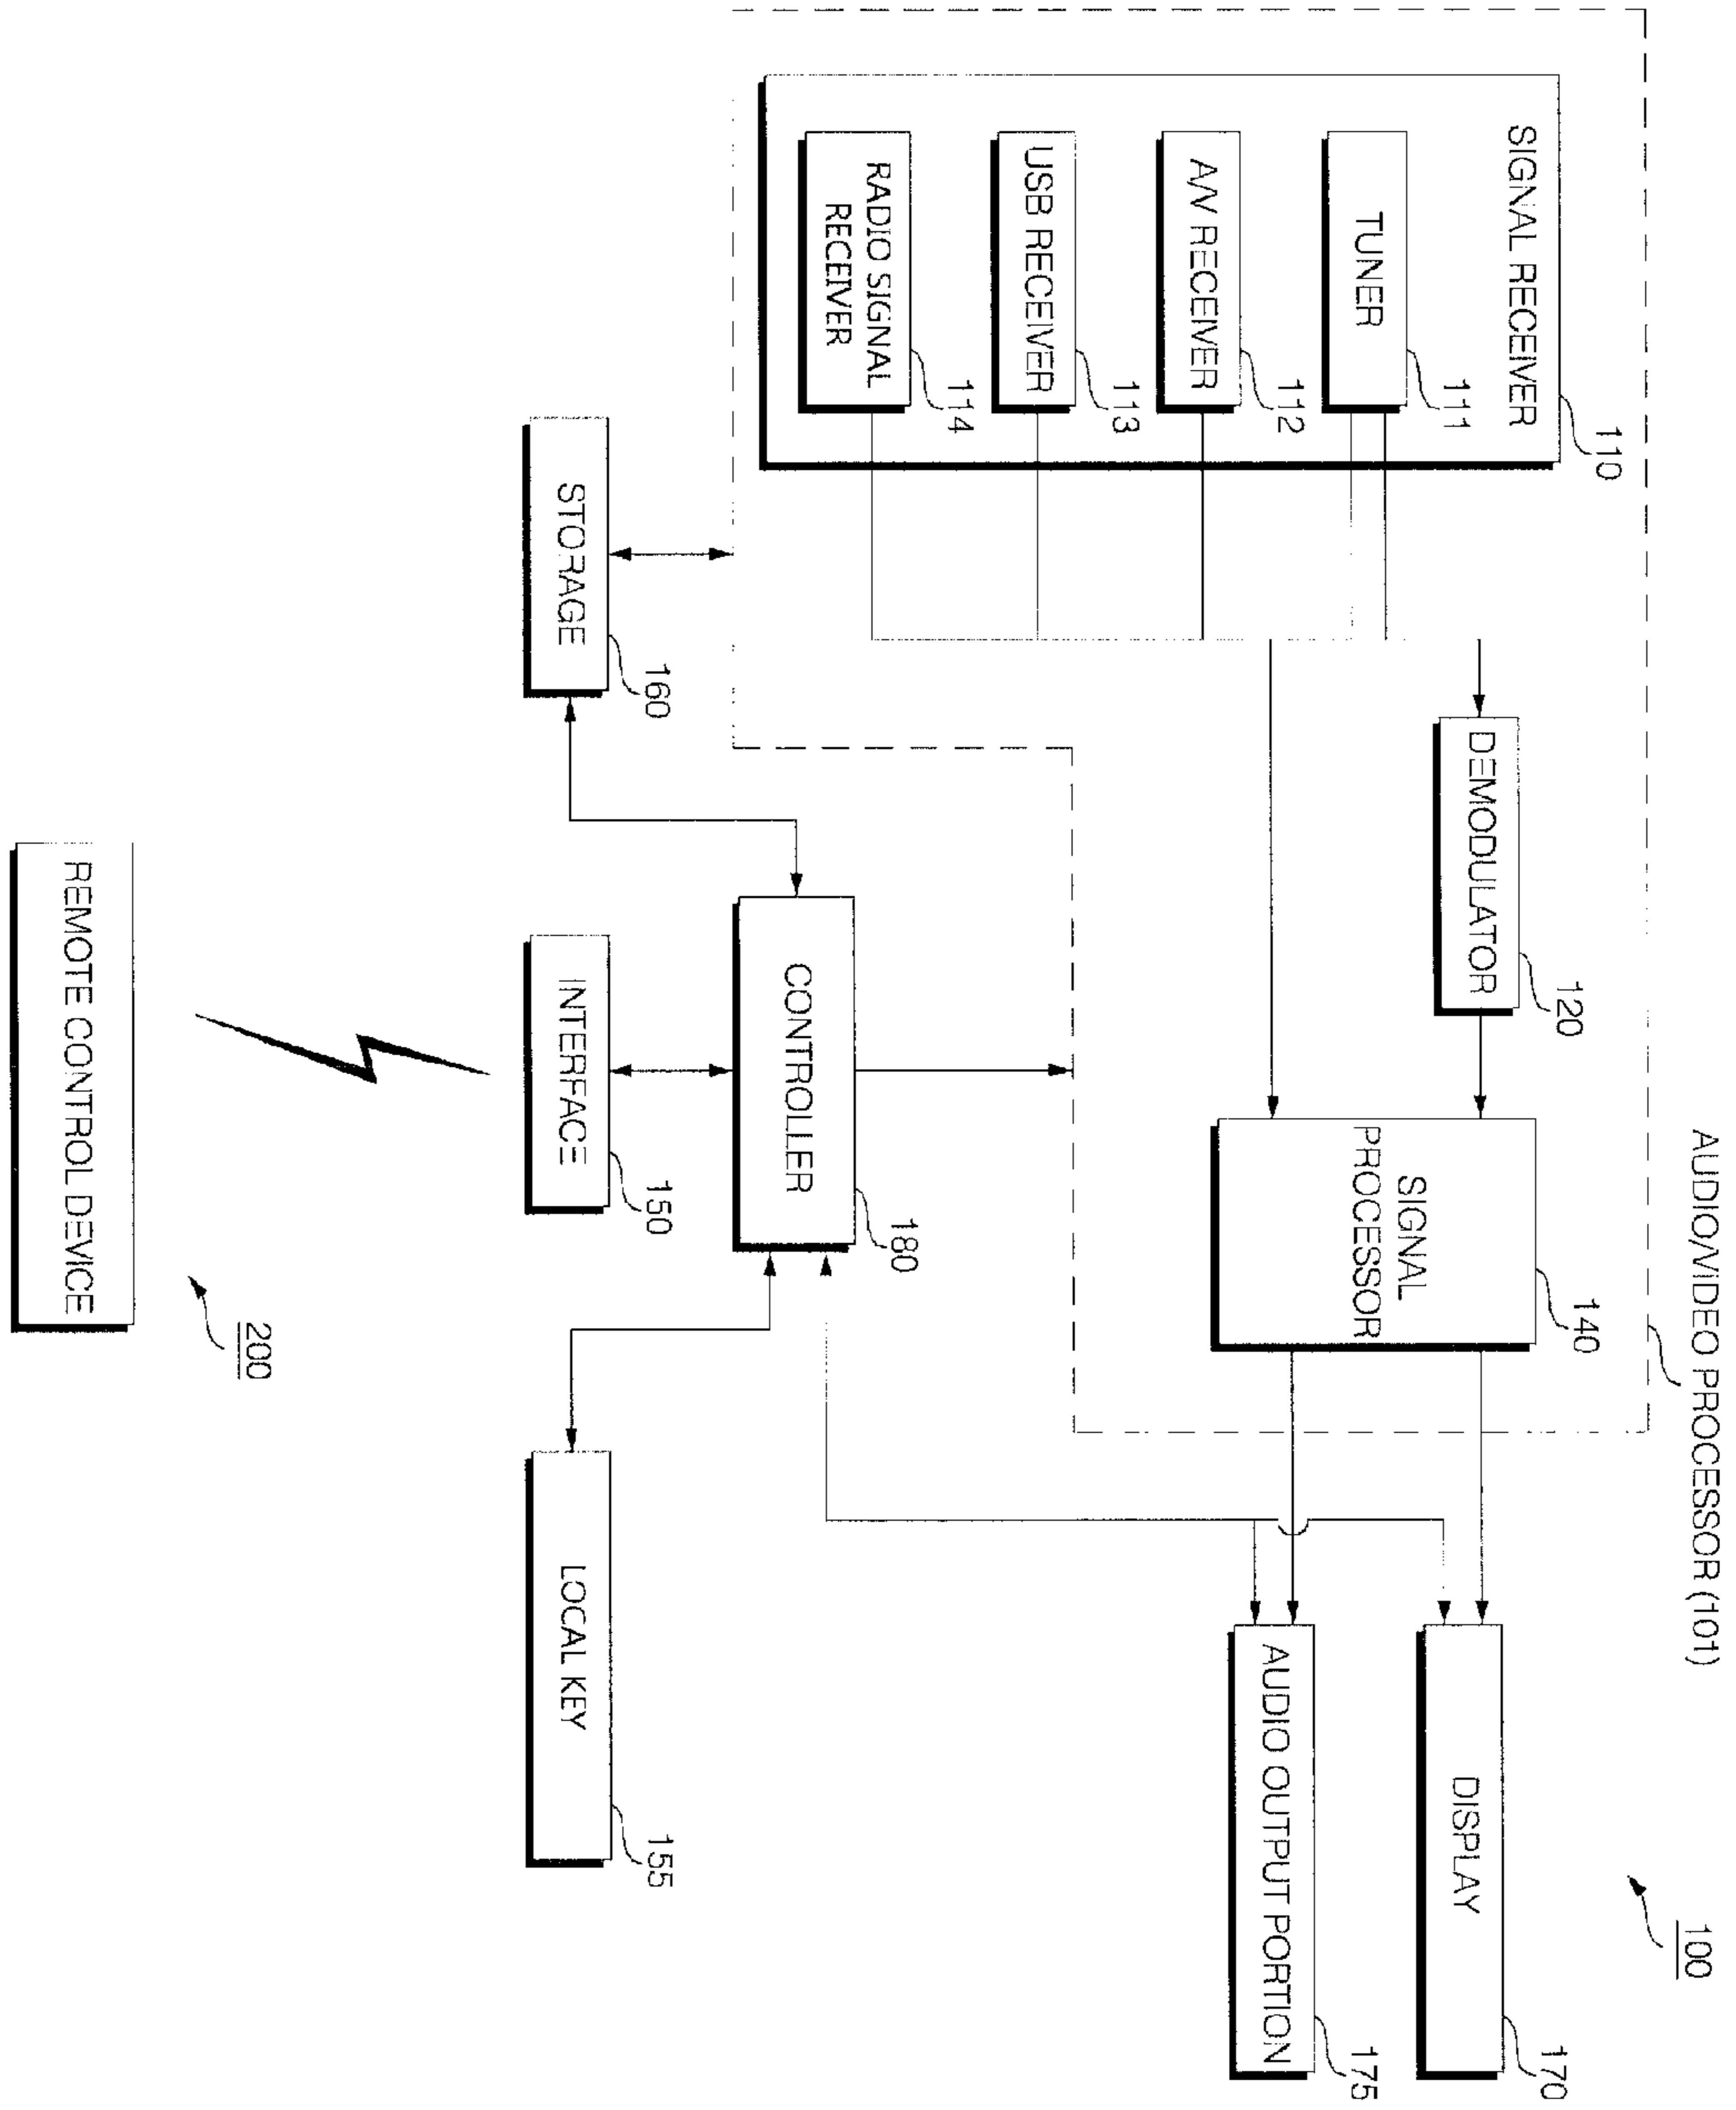 100
AUDIO/VIDEO PROCESSOR (101)
SIGNAL RECEIVER
110
TUNER
111
A/V RECEIVER
112
USB RECEIVER
113
RADIO SIGNAL
RECEIVER
114
DEMODULATOR
120
SIGNAL
PROCESSOR
140
DISPLAY
170
AUDIO OUTPUT PORTION
175
STORAGE
160
CONTROLLER
180
INTERFACE
150
LOCAL KEY
155
200
REMOTE CONTROL DEVICE